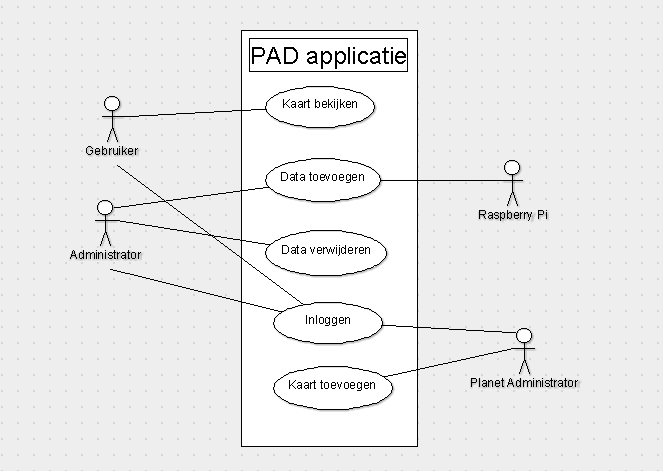 PAD applicatie
Kaart bekijken
Gebruiker
Data toevoegen
Raspberry Pi
Administrator
Data verwijderen
Inloggen
Kaart toevoegen
Planet Administrator